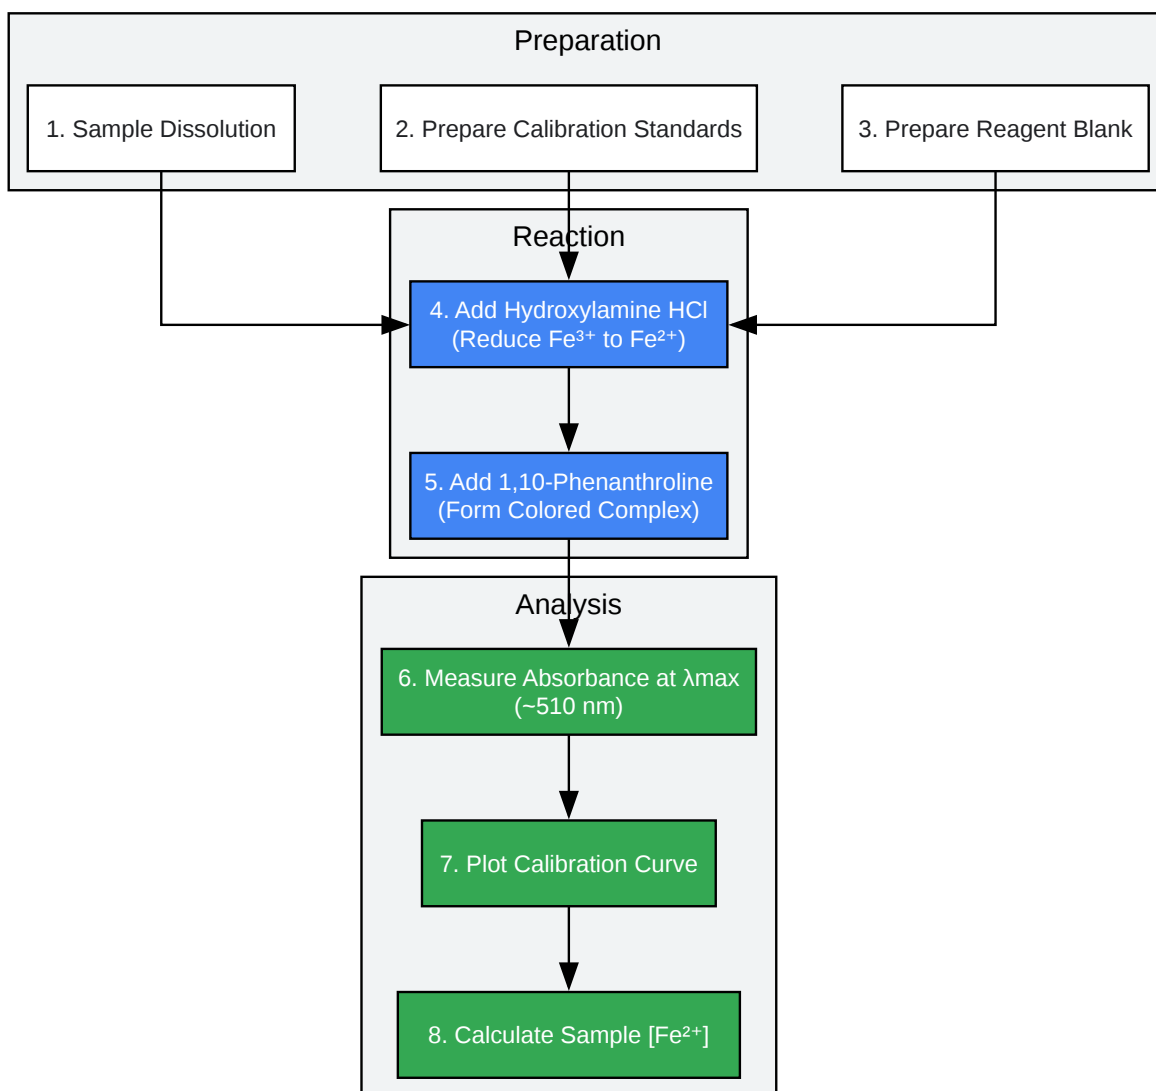 Preparation
1. Sample Dissolution
2. Prepare Calibration Standards
3. Prepare Reagent Blank
Reaction
4. Add Hydroxylamine HCl
(Reduce Fe³⁺ to Fe²⁺)
5. Add 1,10-Phenanthroline
(Form Colored Complex)
Analysis
6. Measure Absorbance at λmax
(~510 nm)
7. Plot Calibration Curve
8. Calculate Sample [Fe²⁺]